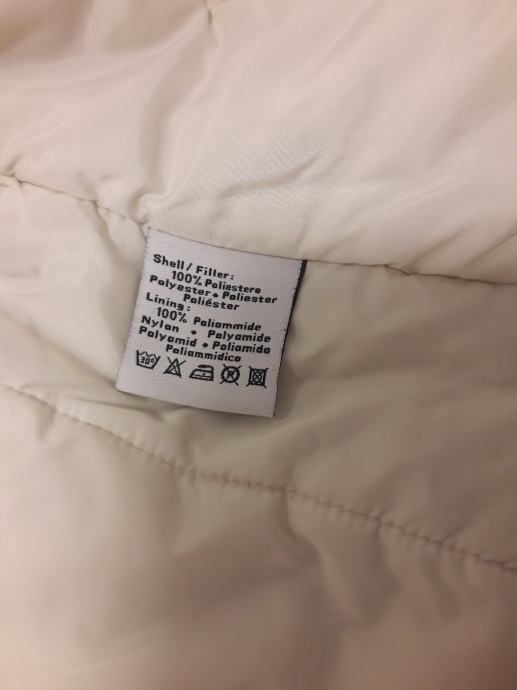 Shell / Filler:
100% Poliestere
Polyester • Poliester
Poliéster
Lining:
100% Poliammide
Nylon • Polyamide
Polyamid • Poliamida
Poliammidica
30°